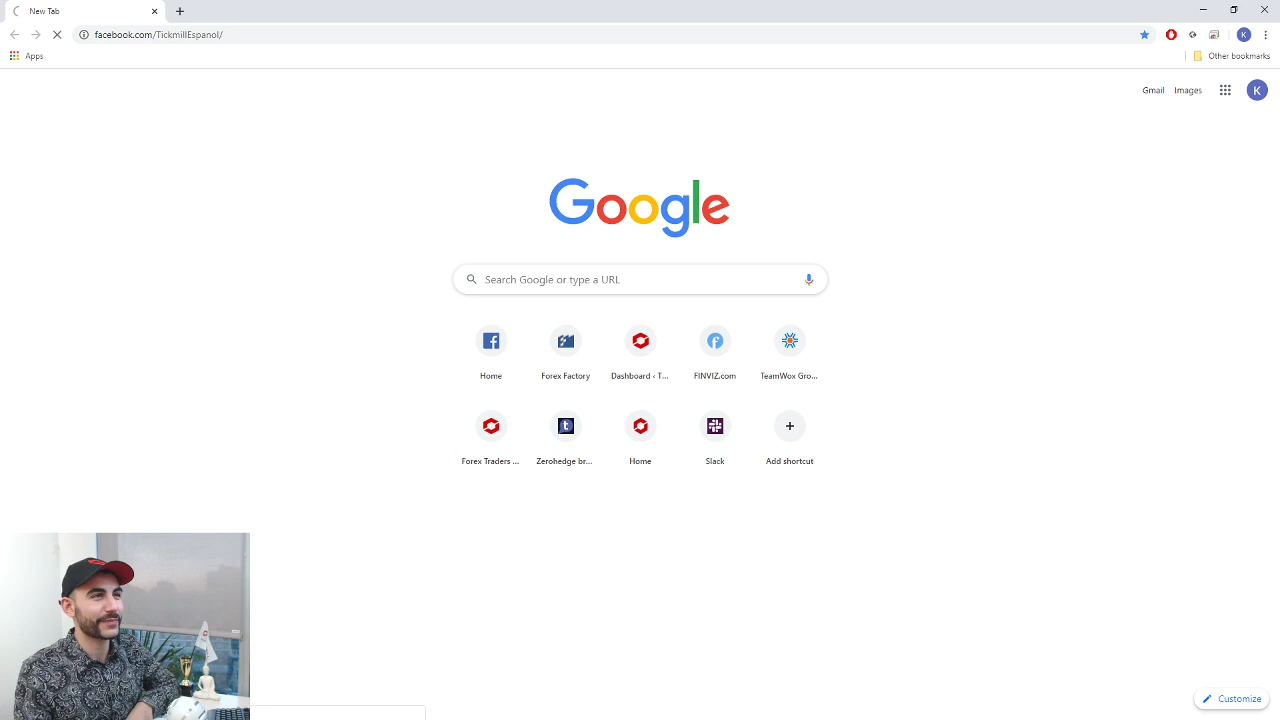 New Tab
facebook.com/TickmillEspanol/
K
Apps
Other bookmarks
Gmail
Images
K
Google
Search Google or type a URL
Home
Forex Factory
Dashboard ‹ T...
FINVIZ.com
TeamWox Gro...
Forex Traders ...
Zerohedge br...
Home
Slack
Add shortcut
Customize